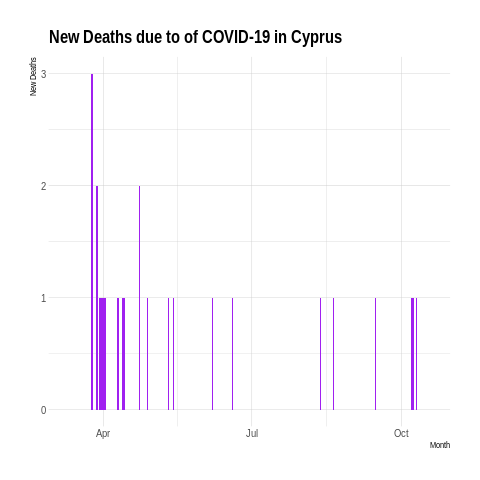 New Deaths due to of COVID-19 in Cyprus
New Deaths
3
2
1
0
Apr
Jul
Oct
Month